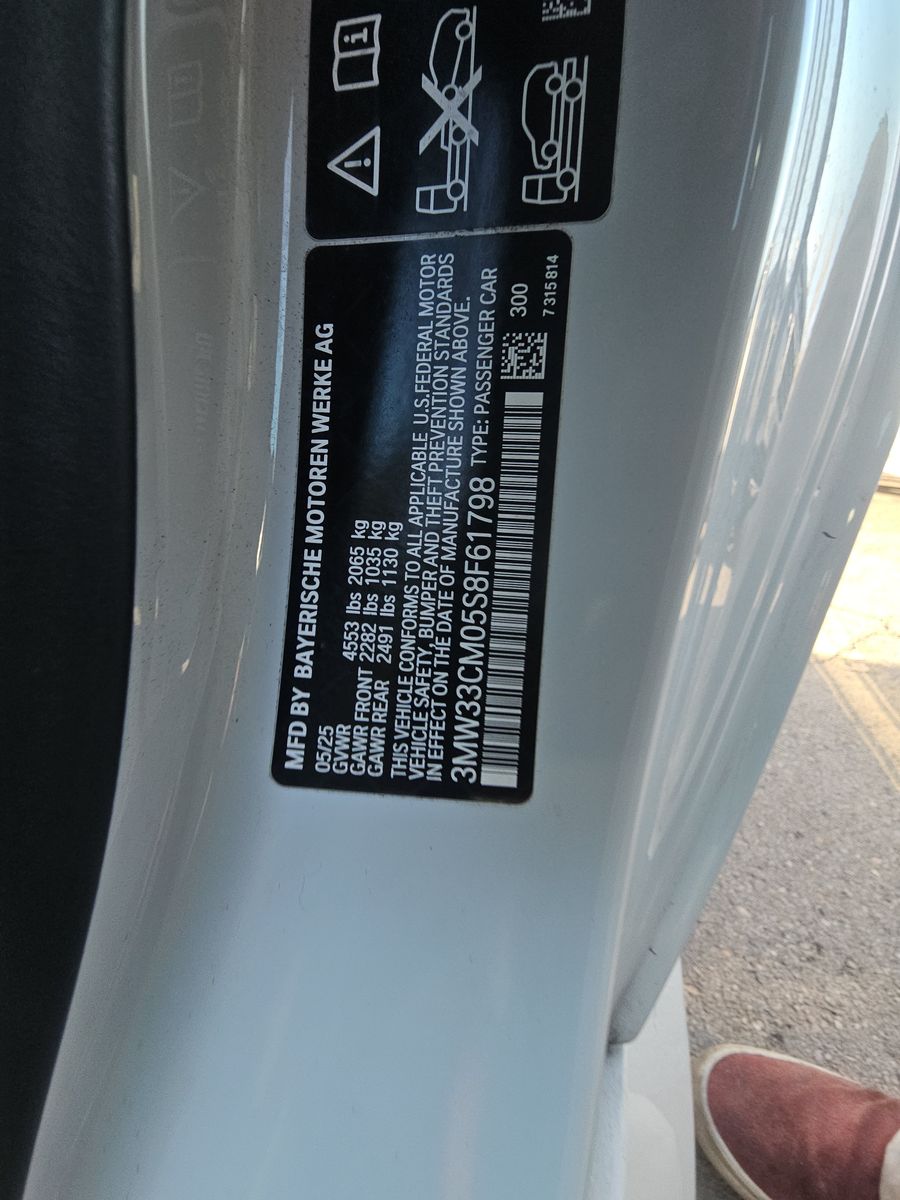 MFD BY BAYERISCHE MOTOREN WERKE AG
05/25
GVWR 4553 lbs 2065 kg
GAWR FRONT 2282 lbs 1035 kg
GAWR REAR 2491 lbs 1130 kg
THIS VEHICLE CONFORMS TO ALL APPLICABLE U.S.FEDERAL MOTOR
VEHICLE SAFETY, BUMPER AND THEFT PREVENTION STANDARDS
IN EFFECT ON THE DATE OF MANUFACTURE SHOWN ABOVE.
3MW33CM05S8F61798 TYPE: PASSENGER CAR
300
7 315 814